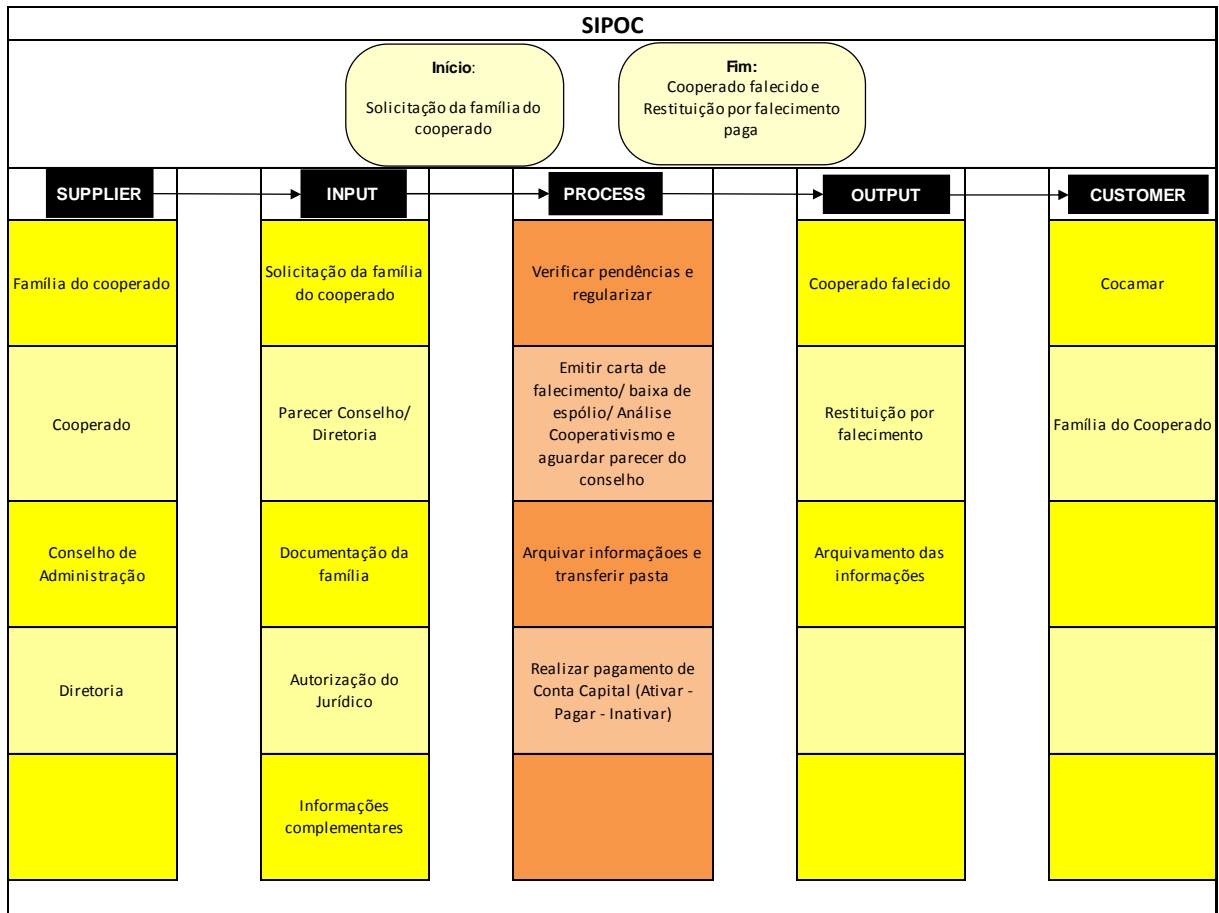 SIPOC
Início:
Solicitação da família do
cooperado
Fim:
Cooperado falecido e
Restituição por falecimento
paga
SUPPLIER
INPUT
PROCESS
OUTPUT
CUSTOMER
Família do cooperado
Solicitação da família
do cooperado
Verificar pendências e
regularizar
Cooperado falecido
Cocamar
Cooperado
Parecer Conselho/
Diretoria
Emitir carta de
falecimento/ baixa de
espólio/ Análise
Cooperativismo e
aguardar parecer do
conselho
Restituição por
falecimento
Família do Cooperado
Conselho de
Administração
Documentação da
família
Arquivar informaçãoes e
transferir pasta
Arquivamento das
informações
Diretoria
Autorização do
Jurídico
Realizar pagamento de
Conta Capital (Ativar -
Pagar - Inativar)
Informações
complementares